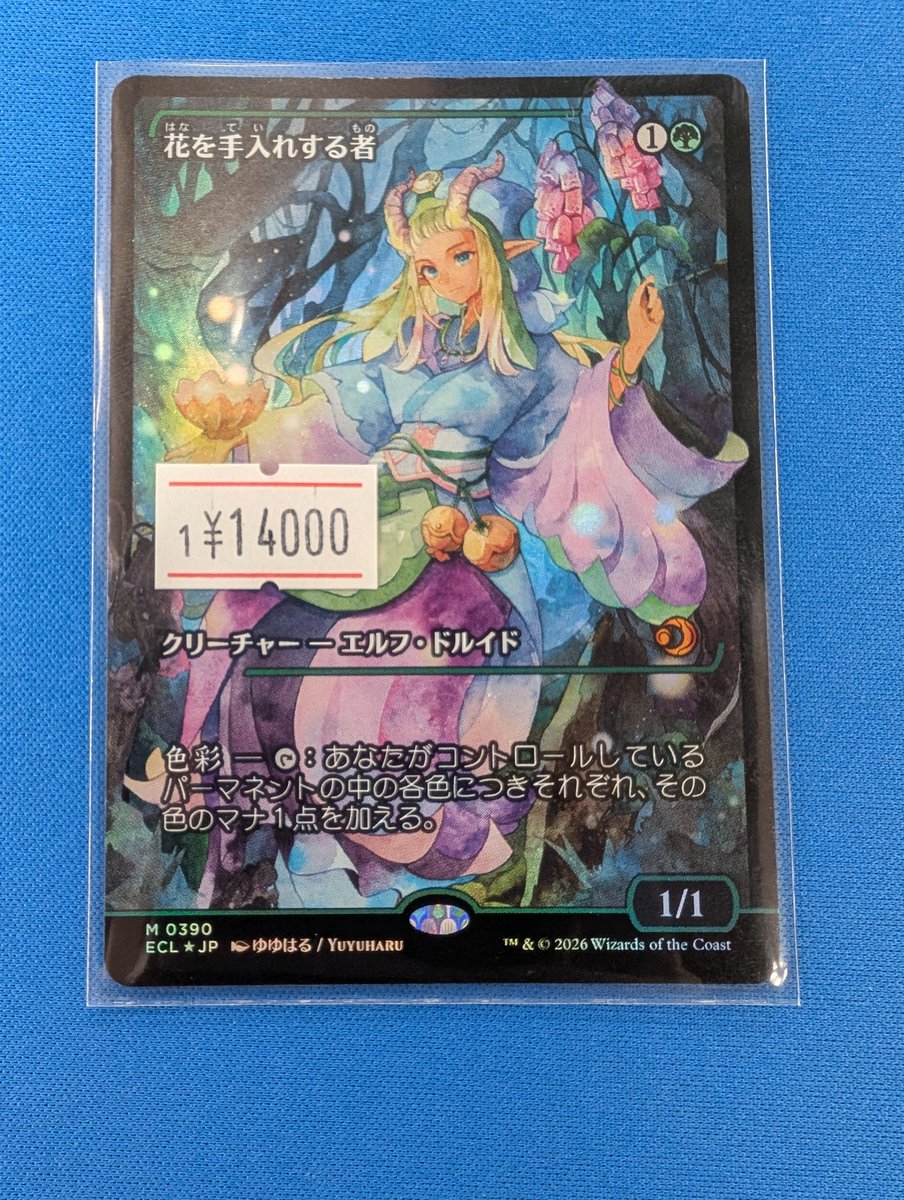 はな てい もの
花を手入れする者 1
1¥14000
クリーチャー ― エルフ・ドルイド
色彩 ― :あなたがコントロールしている
パーマネントの中の各色につきそれぞれ、その
色のマナ1点を加える。
1/1
M 0390
ECL★JP ゆゆはる / YUYUHARU ™ & © 2026 Wizards of the Coast